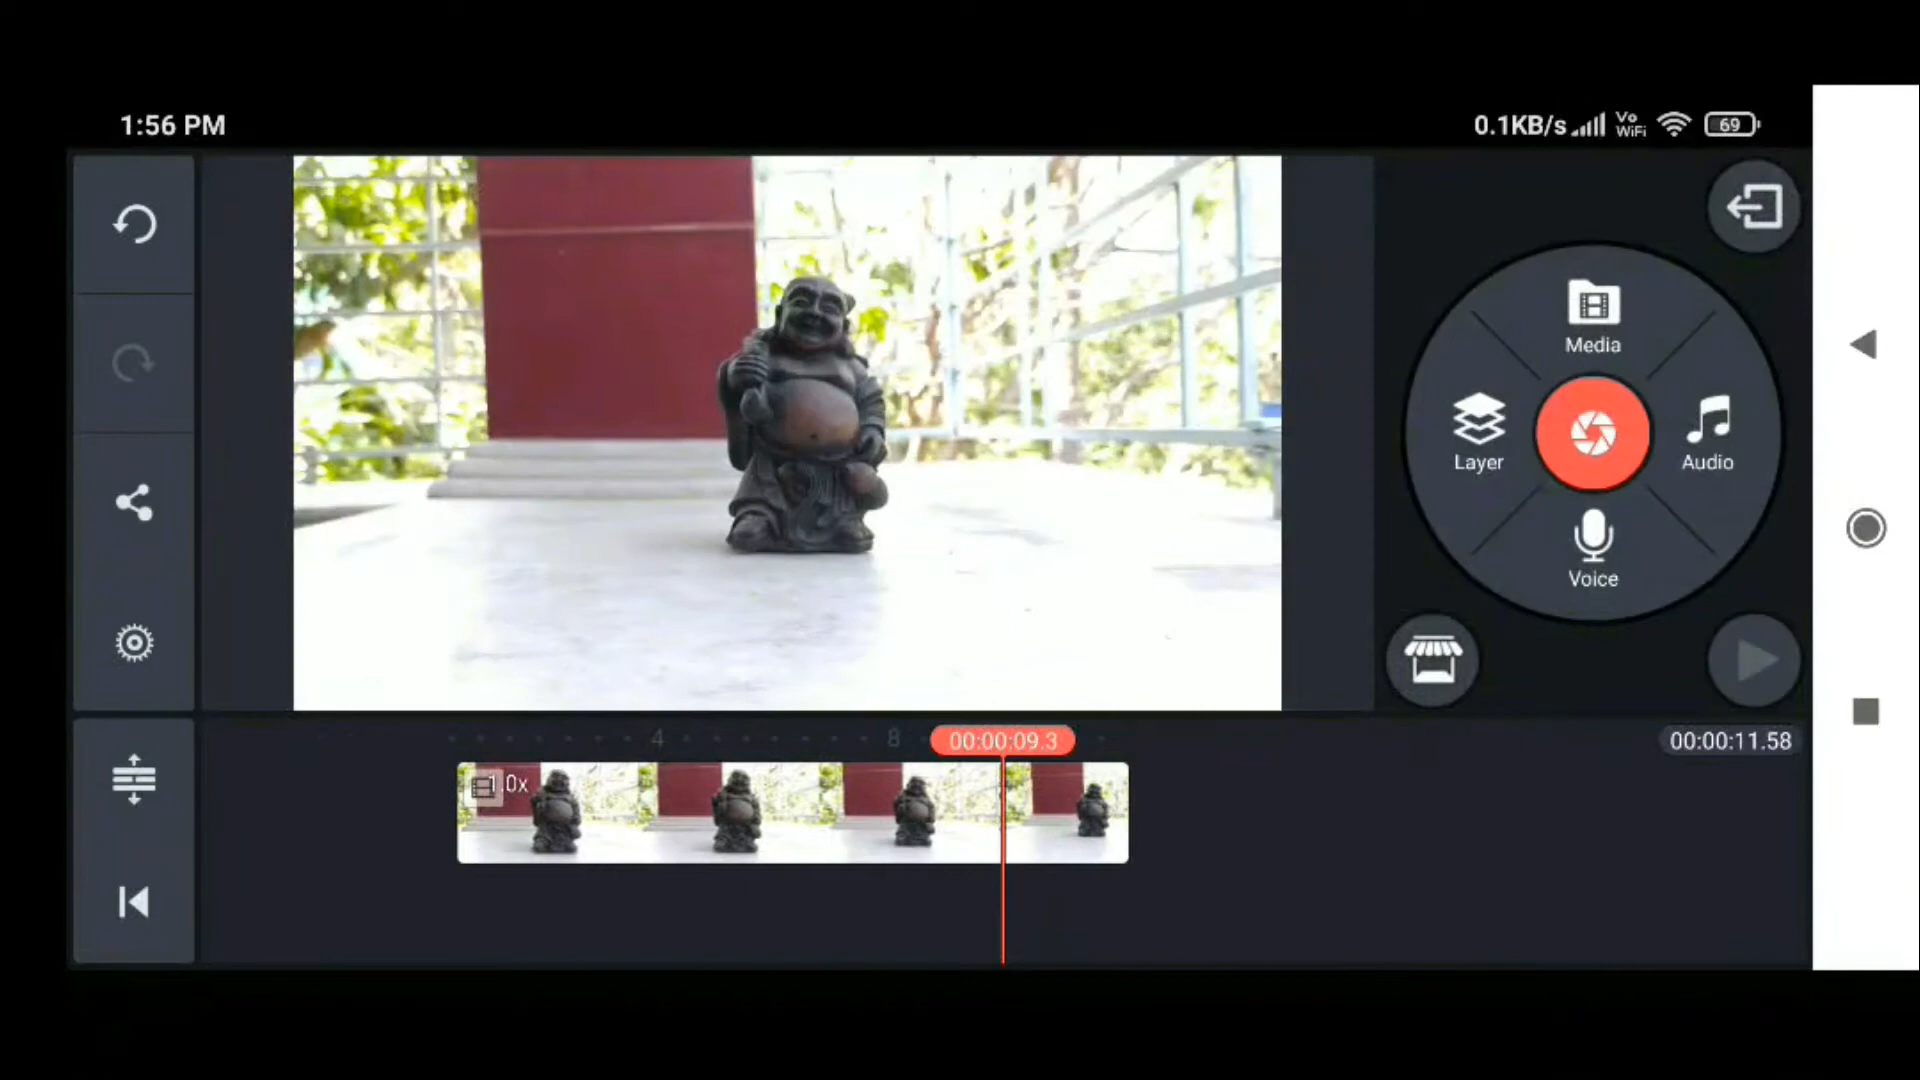 1:56 PM
0.1KB/s
Vo
WiFi
69
Media
Layer
Audio
Voice
4
8
00:00:09.3
00:00:11.58
1.0x